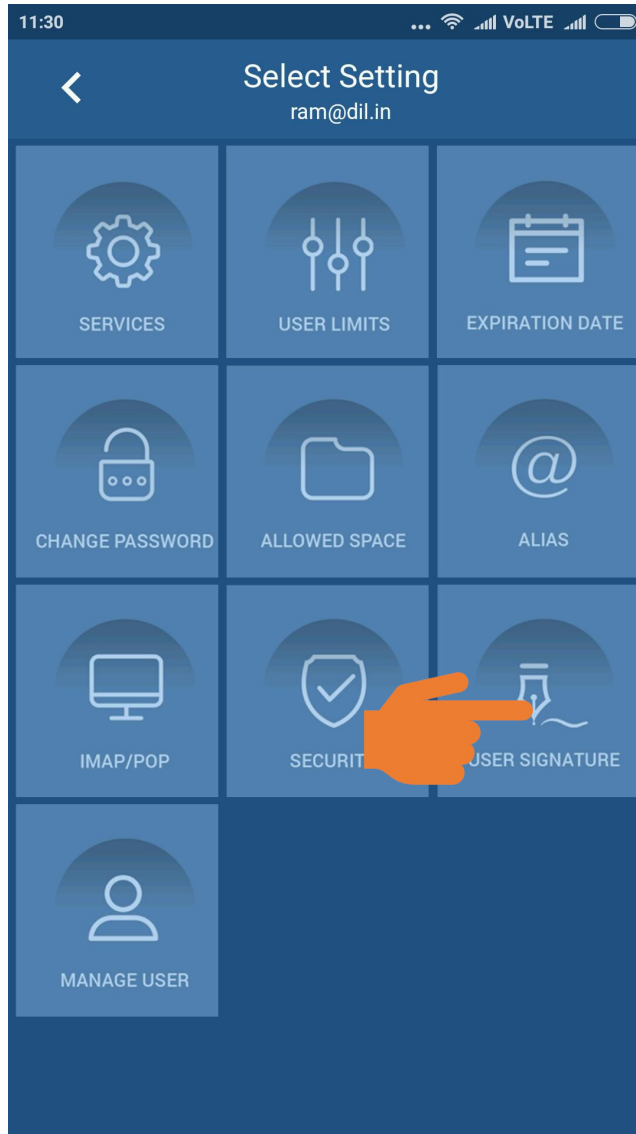 11:30 ... VoLTE
Select Setting
ram@dil.in
SERVICES USER LIMITS EXPIRATION DATE
CHANGE PASSWORD ALLOWED SPACE ALIAS
IMAP/POP SECURIT USER SIGNATURE
MANAGE USER